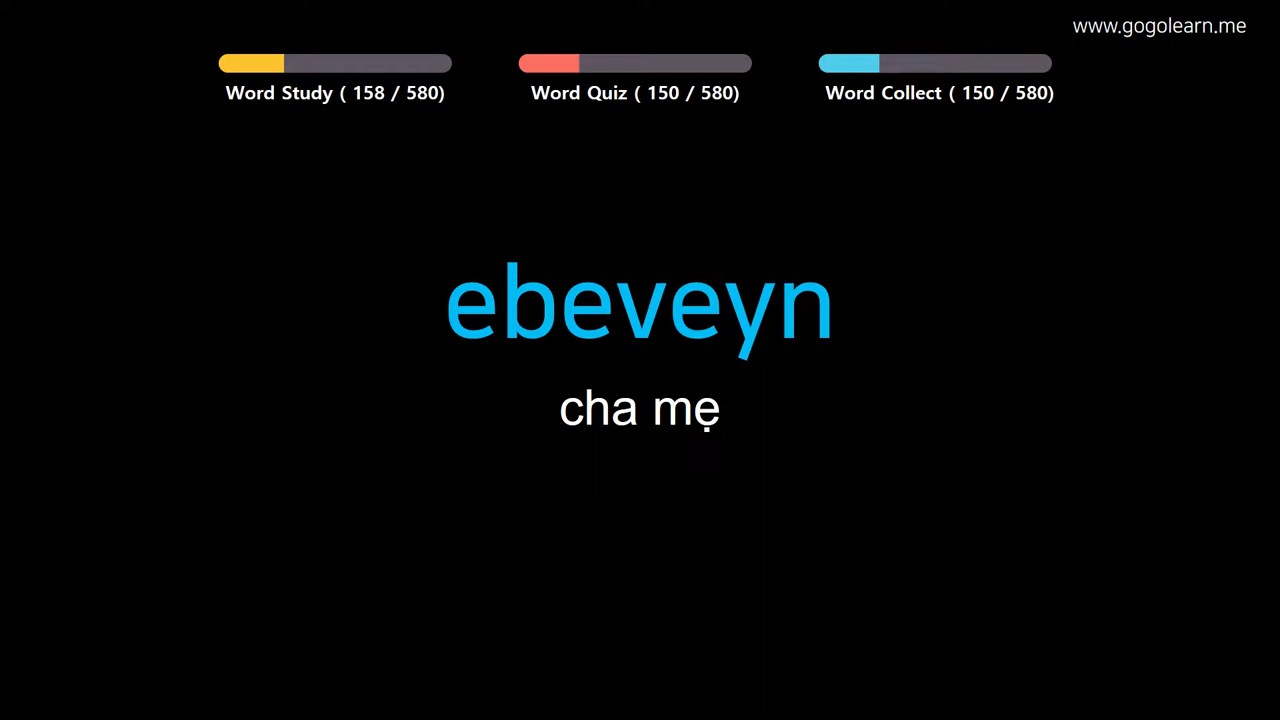 www.gogolearn.me
Word Study ( 158 / 580)
Word Quiz ( 150 / 580)
Word Collect ( 150 / 580)
ebeveyn
cha mẹ